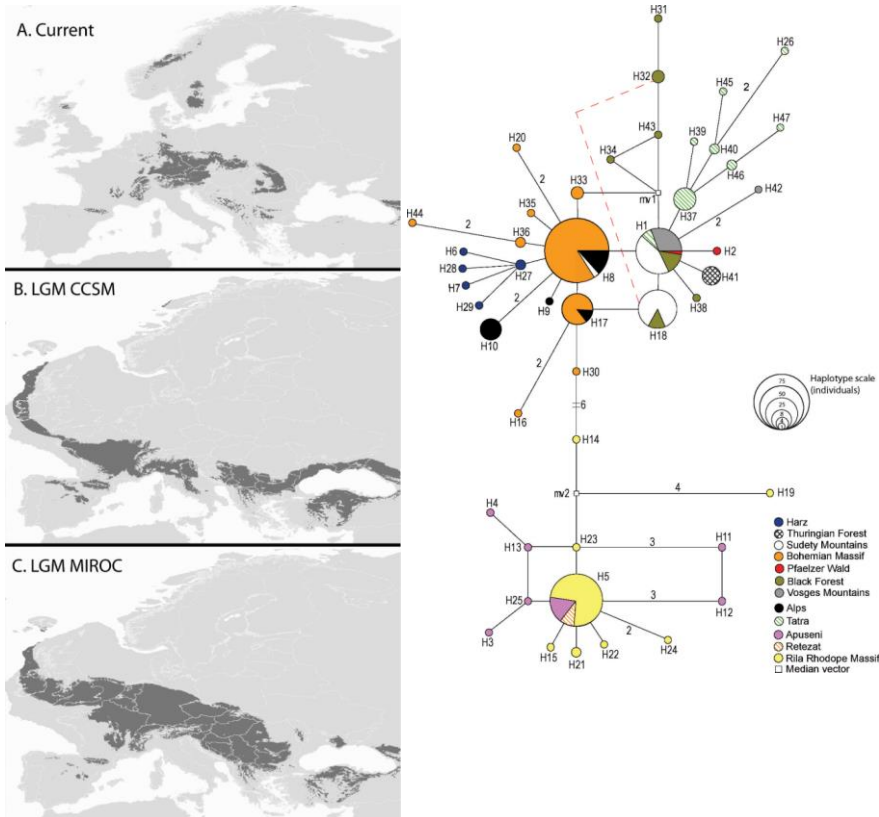 A. Current
B. LGM CCSM
C. LGM MIROC
H31
H26
H32
H45
2
H47
H20
H43
H39
H34
H40
2
H46
H33
mv1
H42
H35
H37
H44
2
H1
2
H36
H6
H2
H28
H27
H8
H41
H7
2
H9
H38
H29
H17
H18
H10
2
H30
Haplotype scale
(individuals)
75
50
25
6
H16
H14
4
mv2
H19
H4
H23
H11
H13
3
H5
H25
3
H12
H3
2
H15
H22
H24
H21
Harz
Thuringian Forest
Sudety Mountains
Bohemian Massif
Pfaelzer Wald
Black Forest
Vosges Mountains
Alps
Tatra
Apuseni
Retezat
Rila Rhodope Massif
Median vector